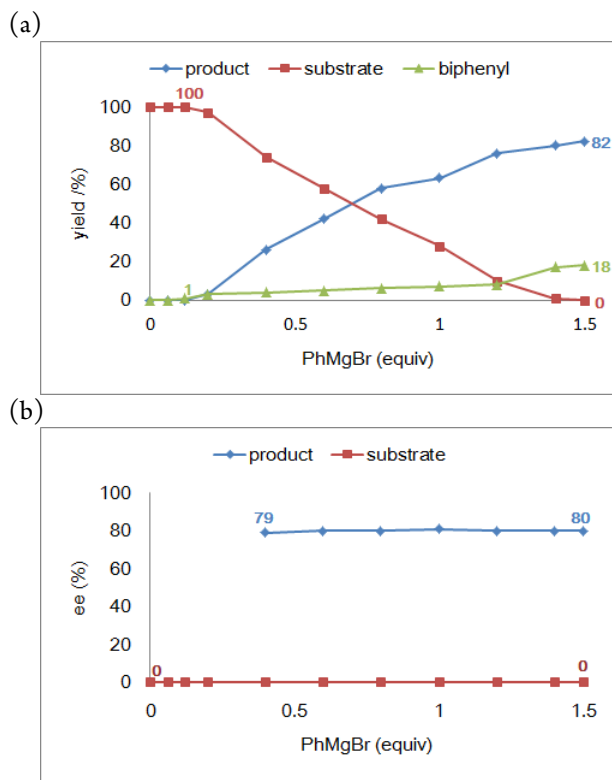 (a)
product substrate biphenyl
100
100
80
82
60
yield /%
40
20
1
18
0
0
0 0.5 1 1.5
PhMgBr (equiv)
(b)
product substrate
100
79 80
80
60
ee (%)
40
20
0 0
0
0 0.5 1 1.5
PhMgBr (equiv)